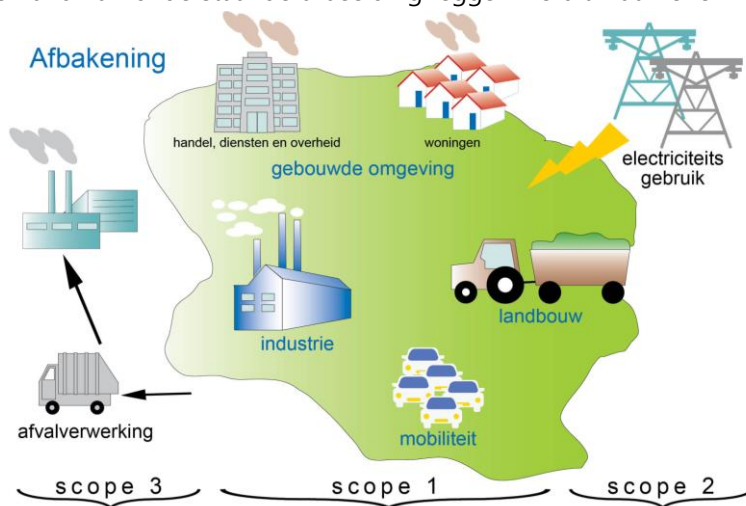 Afbakening
handel, diensten en overheid
woningen
gebouwde omgeving
electriciteits
gebruik
industrie
landbouw
afvalverwerking
mobiliteit
scope 3
scope 1
scope 2